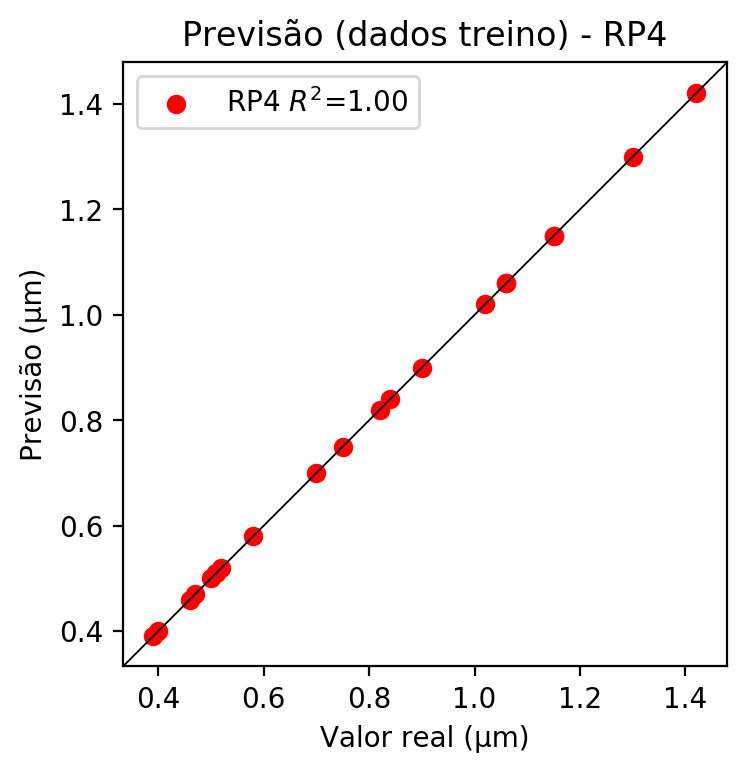 Previsão (dados treino) - RP4
RP4 R²=1.00
Previsão (µm)
1.4
1.2
1.0
0.8
0.6
0.4
0.4 0.6 0.8 1.0 1.2 1.4
Valor real (µm)